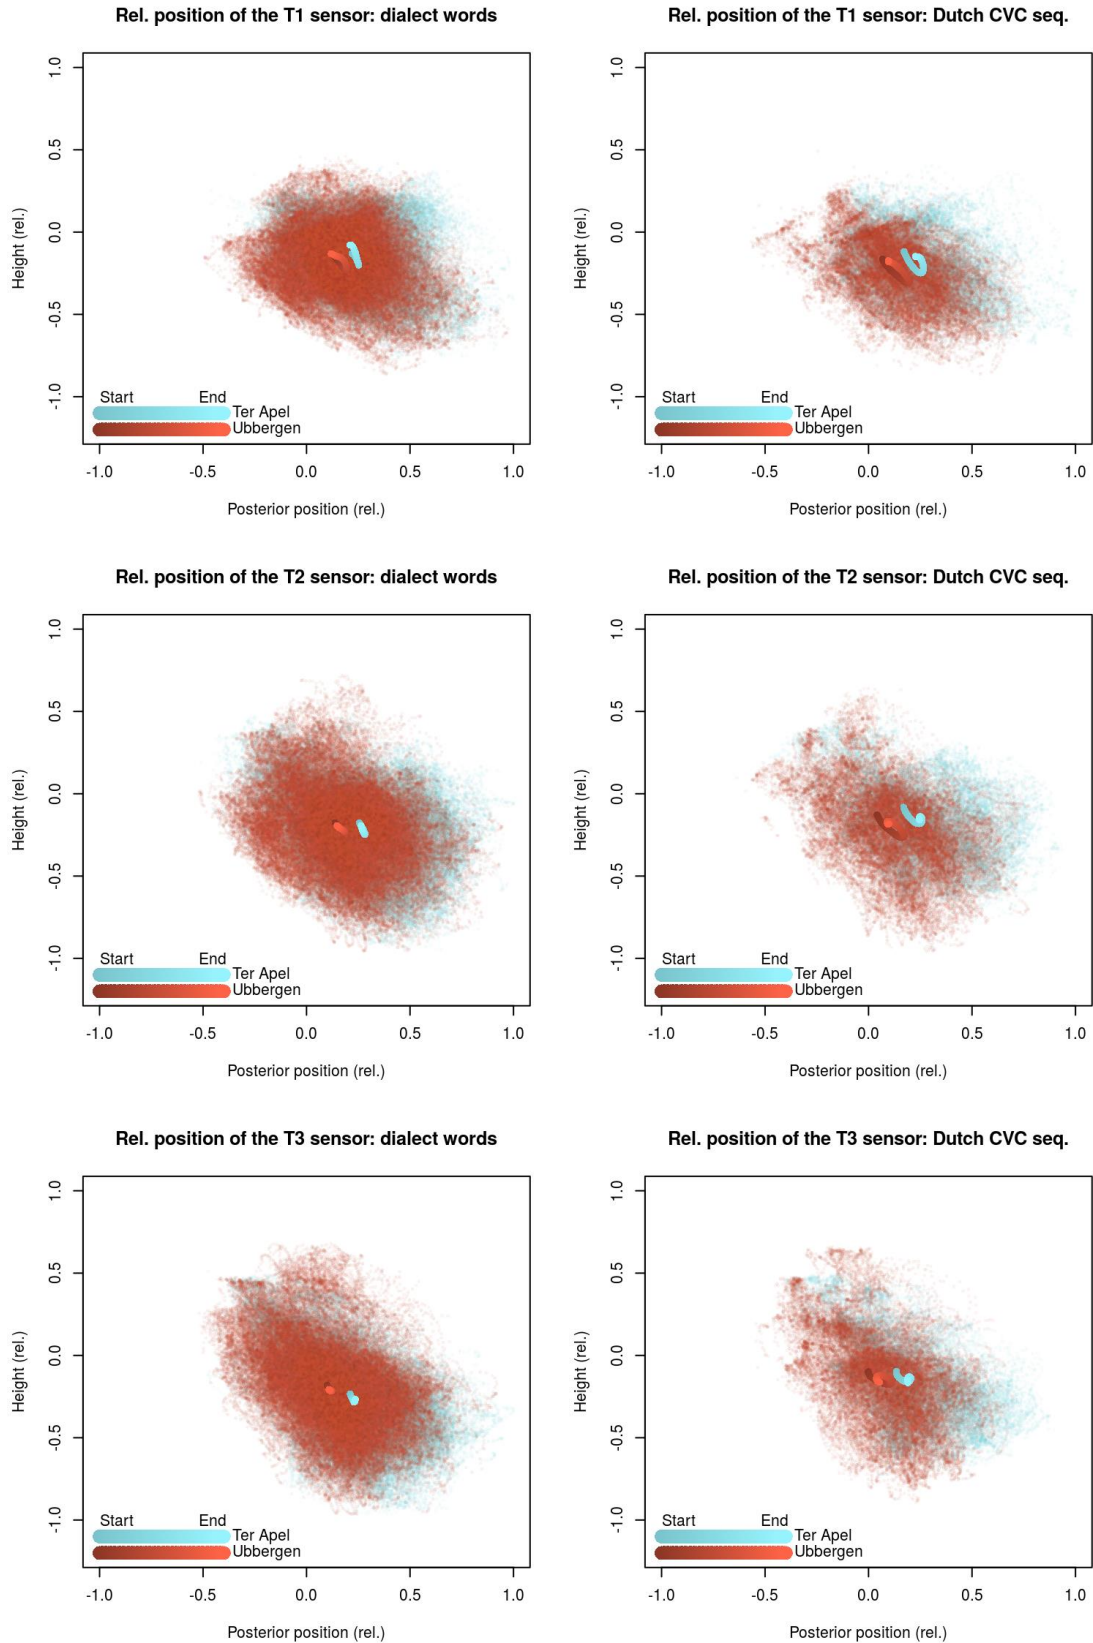 Rel. position of the T1 sensor: dialect words
Height (rel.)
1.0
0.5
0.0
-0.5
-1.0
Start End
Ter Apel
Ubbergen
-1.0 -0.5 0.0 0.5 1.0
Posterior position (rel.)
Rel. position of the T1 sensor: Dutch CVC seq.
Height (rel.)
1.0
0.5
0.0
-0.5
-1.0
Start End
Ter Apel
Ubbergen
-1.0 -0.5 0.0 0.5 1.0
Posterior position (rel.)
Rel. position of the T2 sensor: dialect words
Height (rel.)
1.0
0.5
0.0
-0.5
-1.0
Start End
Ter Apel
Ubbergen
-1.0 -0.5 0.0 0.5 1.0
Posterior position (rel.)
Rel. position of the T2 sensor: Dutch CVC seq.
Height (rel.)
1.0
0.5
0.0
-0.5
-1.0
Start End
Ter Apel
Ubbergen
-1.0 -0.5 0.0 0.5 1.0
Posterior position (rel.)
Rel. position of the T3 sensor: dialect words
Height (rel.)
1.0
0.5
0.0
-0.5
-1.0
Start End
Ter Apel
Ubbergen
-1.0 -0.5 0.0 0.5 1.0
Posterior position (rel.)
Rel. position of the T3 sensor: Dutch CVC seq.
Height (rel.)
1.0
0.5
0.0
-0.5
-1.0
Start End
Ter Apel
Ubbergen
-1.0 -0.5 0.0 0.5 1.0
Posterior position (rel.)